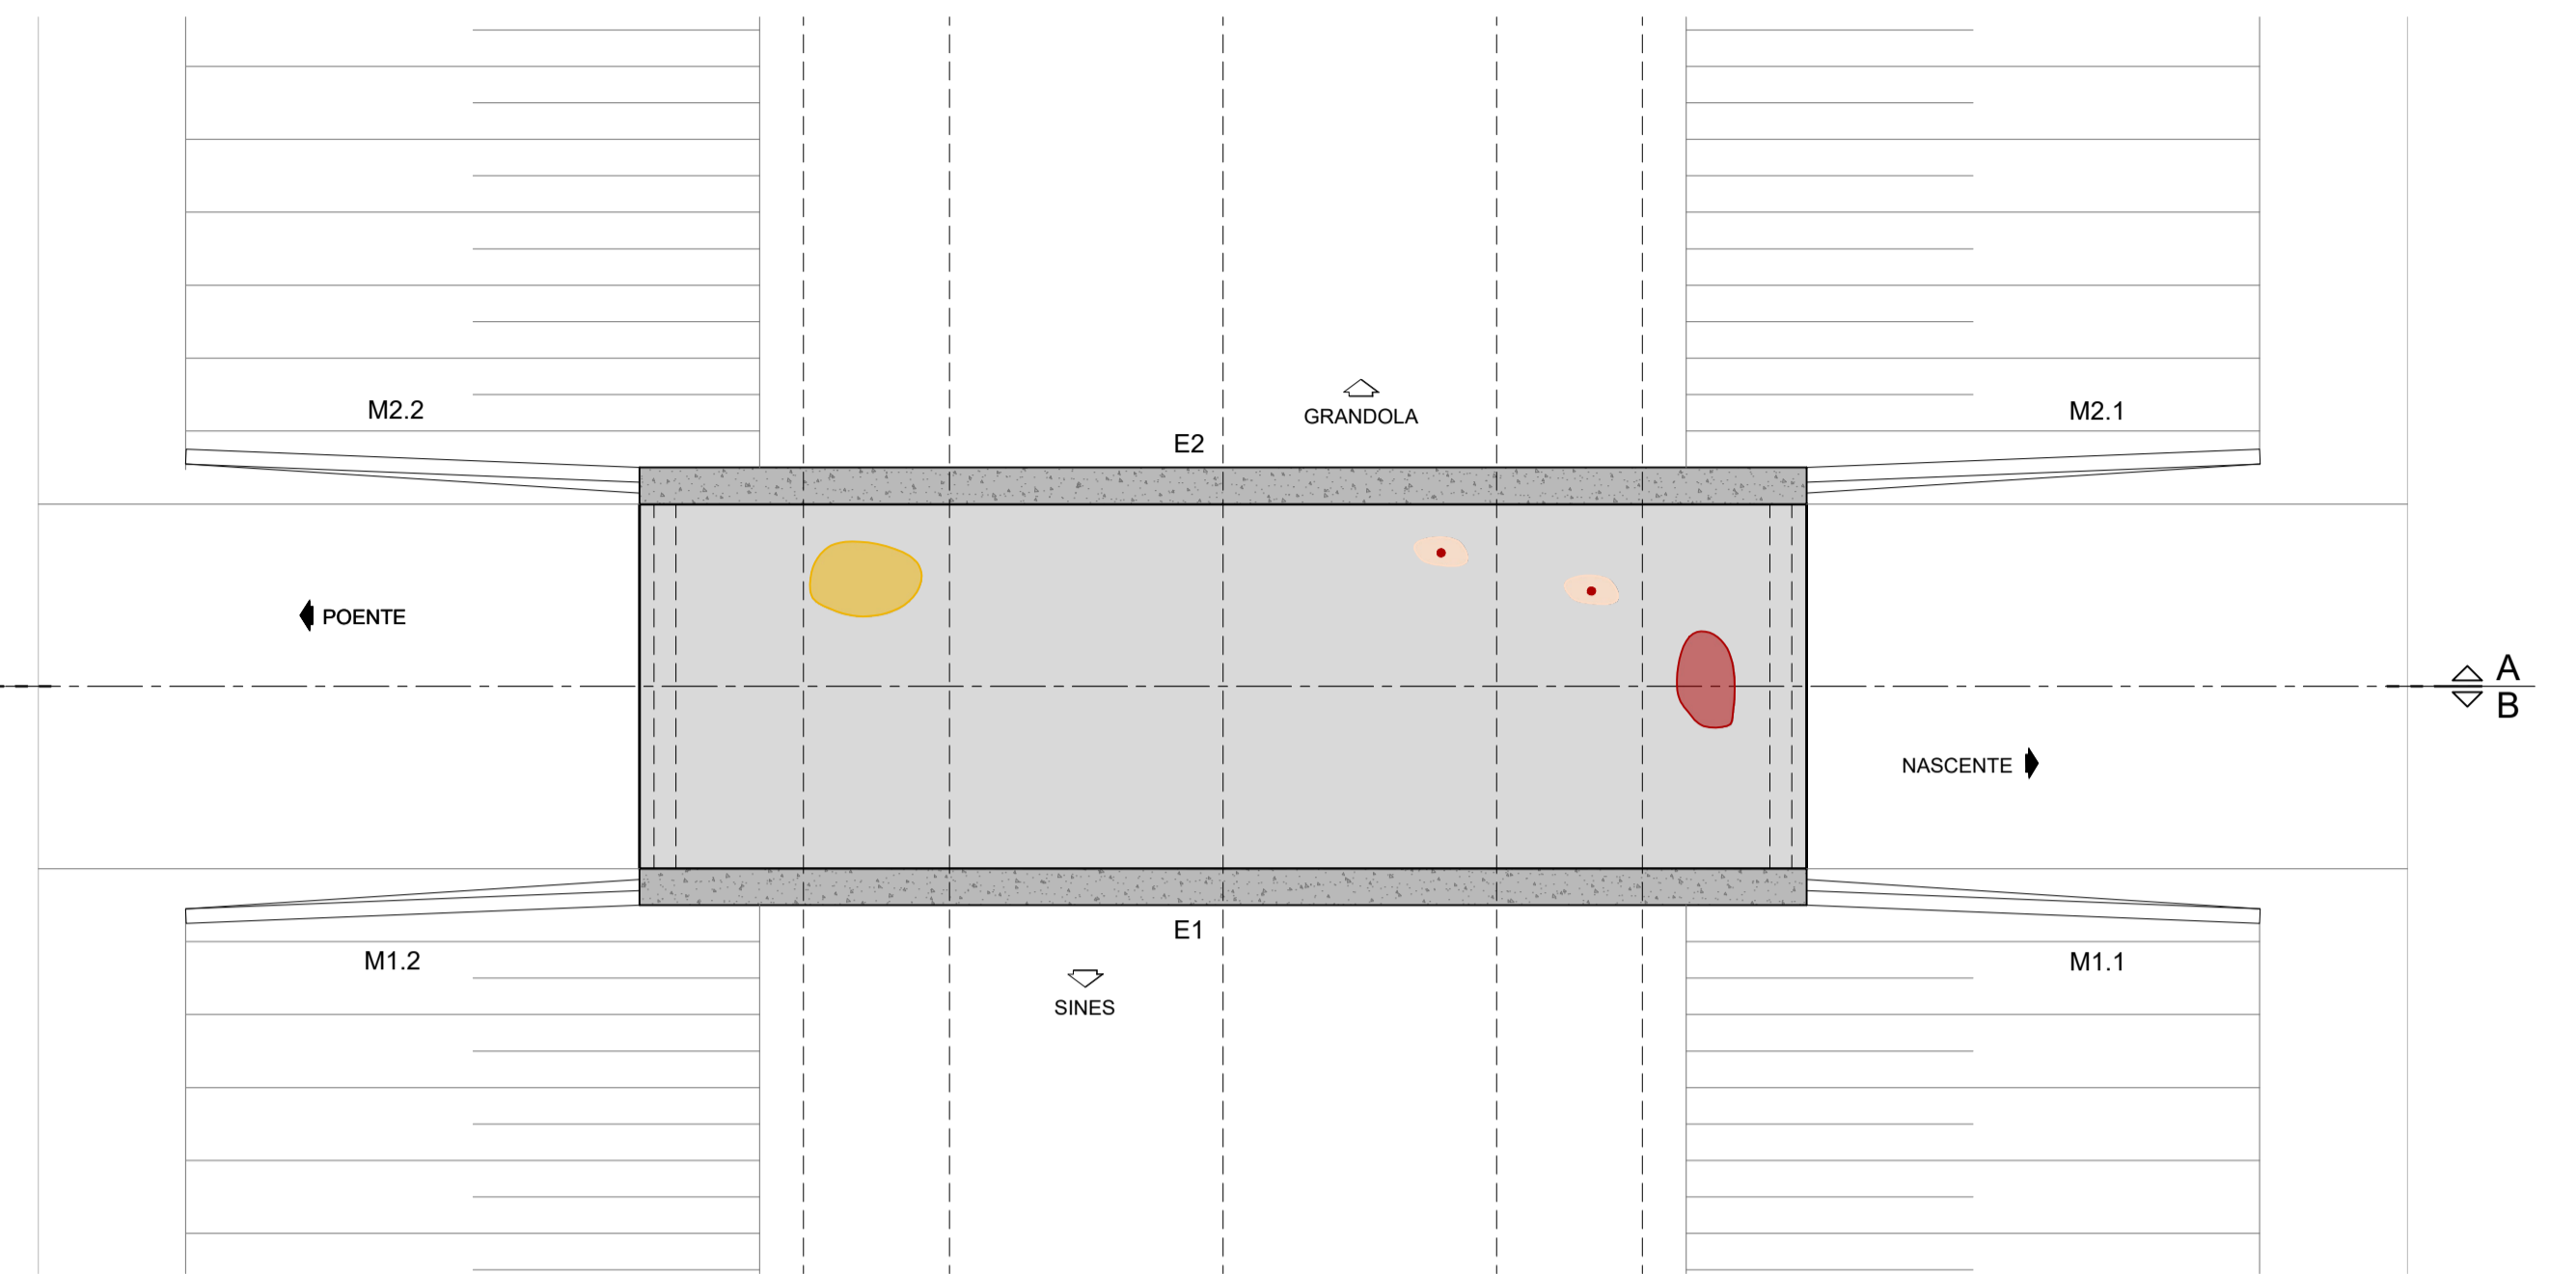 M2.2
M2.1
GRANDOLA
E2
POENTE
A
B
NASCENTE
E1
M1.2
M1.1
SINES